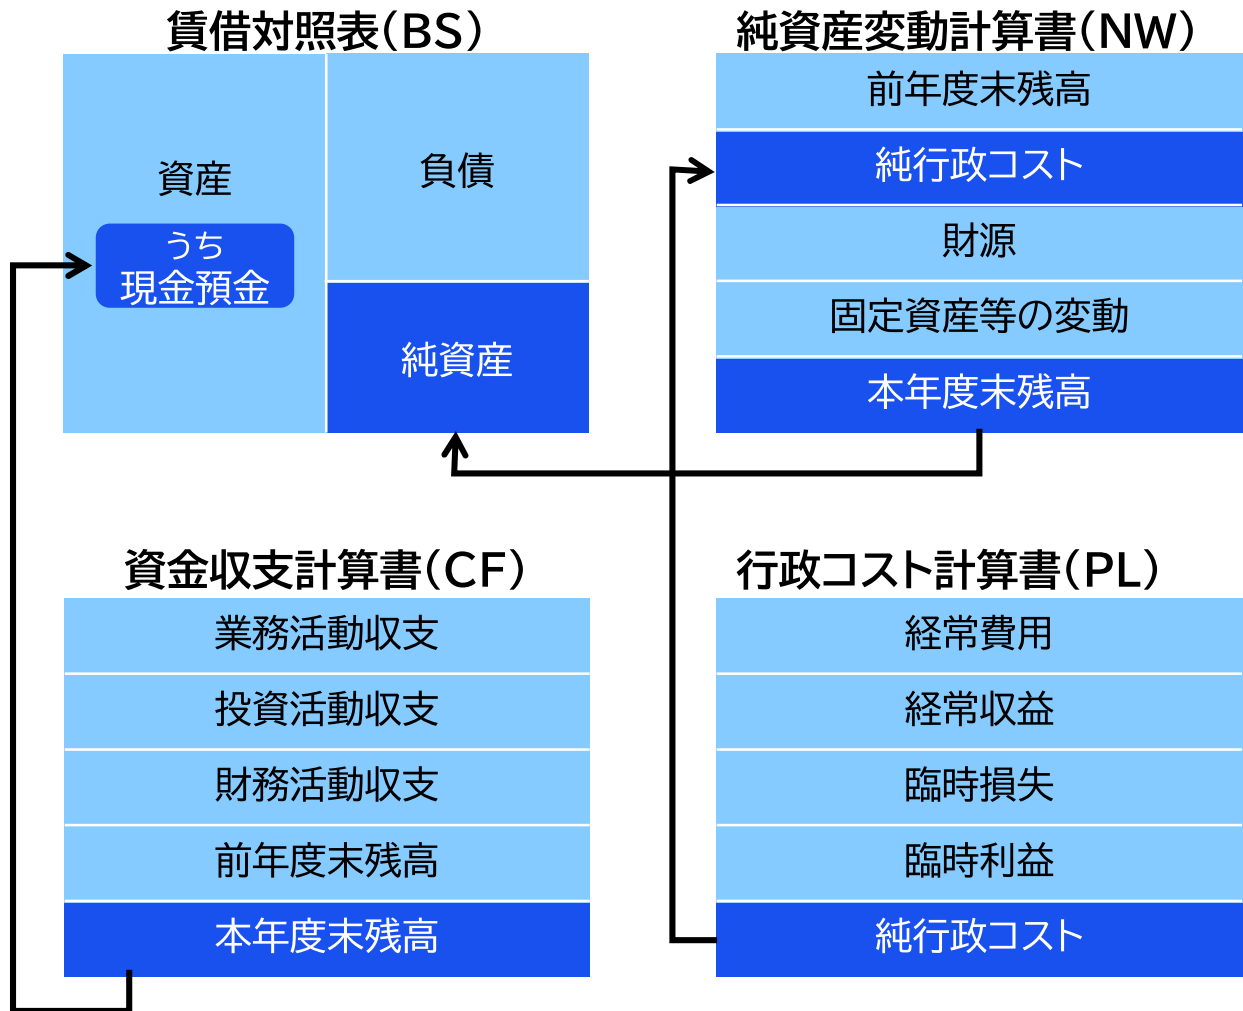 賃借対照表(BS)
資産
うち
現金預金
負債
純資産
純資産変動計算書(NW)
前年度末残高
純行政コスト
財源
固定資産等の変動
本年度末残高
資金収支計算書(CF)
業務活動収支
投資活動収支
財務活動収支
前年度末残高
本年度末残高
行政コスト計算書(PL)
経常費用
経常収益
臨時損失
臨時利益
純行政コスト